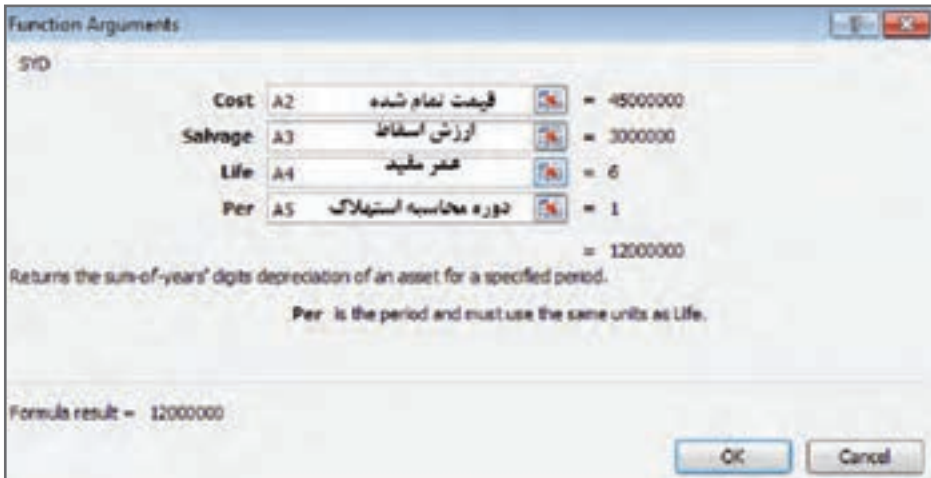 Function Arguments
SYD
Cost A2 قیمت تمام شده = 45000000
Salvage A3 ارزش اسقاط = 3000000
Life A4 عمر مفید = 6
Per A5 دوره محاسبه استهلاک = 1
= 12000000
Returns the sum-of-years' digits depreciation of an asset for a specified period.
Per is the period and must use the same units as Life.
Formula result = 12000000
OK Cancel